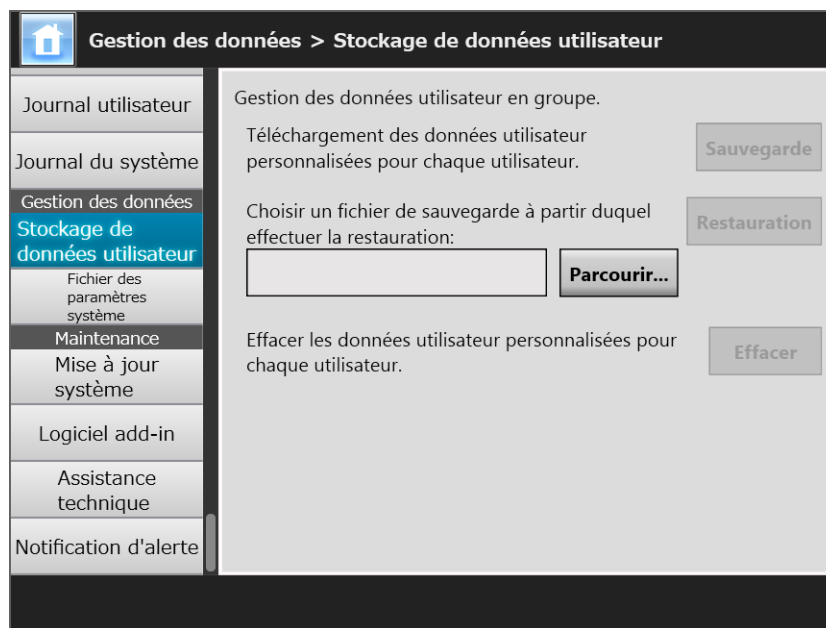 Gestion des données > Stockage de données utilisateur
Journal utilisateur
Journal du système
Gestion des données
Stockage de
données utilisateur
Fichier des
paramètres
système
Maintenance
Mise à jour
système
Logiciel add-in
Assistance
technique
Notification d'alerte
Gestion des données utilisateur en groupe.
Téléchargement des données utilisateur
personnalisées pour chaque utilisateur.
Sauvegarde
Choisir un fichier de sauvegarde à partir duquel
effectuer la restauration:
Restauration
Parcourir...
Effacer les données utilisateur personnalisées pour
chaque utilisateur.
Effacer